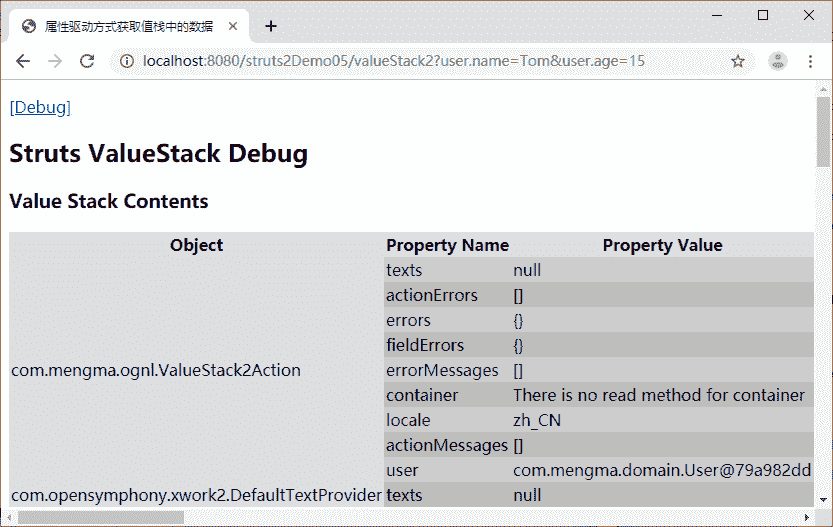 属性驱动方式获取值栈中的数据
localhost:8080/struts2Demo05/valueStack2?user.name=Tom&user.age=15
[Debug]
Struts ValueStack Debug
Value Stack Contents
Object Property Name Property Value
texts null
actionErrors []
errors {}
fieldErrors {}
com.mengma.ognl.ValueStack2Action errorMessages []
container There is no read method for container
locale zh_CN
actionMessages []
user com.mengma.domain.User@79a982dd
com.opensymphony.xwork2.DefaultTextProvider texts null